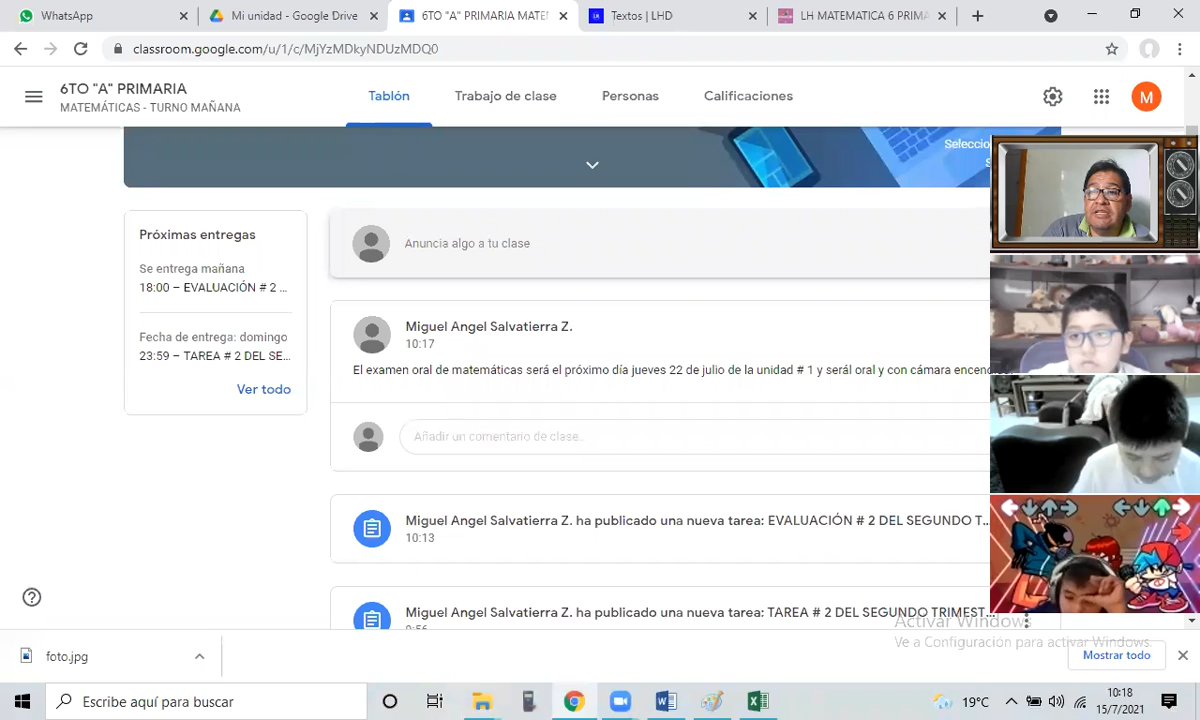 WhatsApp
Mi unidad - Google Drive
6TO "A" PRIMARIA MATE
Textos | LHD
LH MATEMATICA 6 PRIMA
classroom.google.com/u/1/c/MjYzMDkyNDUzMDQ0
6TO "A" PRIMARIA
MATEMÁTICAS - TURNO MAÑANA
Tablón
Trabajo de clase
Personas
Calificaciones
M
Seleccio
S
Próximas entregas
Se entrega mañana
18:00 – EVALUACIÓN # 2 ...
Fecha de entrega: domingo
23:59 – TAREA # 2 DEL SE...
Ver todo
Anuncia algo a tu clase
Miguel Angel Salvatierra Z.
10:17
El examen oral de matemáticas será el próximo día jueves 22 de julio de la unidad # 1 y serál oral y con cámara encendida.
Añadir un comentario de clase...
Miguel Angel Salvatierra Z. ha publicado una nueva tarea: EVALUACIÓN # 2 DEL SEGUNDO T...
10:13
Miguel Angel Salvatierra Z. ha publicado una nueva tarea: TAREA # 2 DEL SEGUNDO TRIMEST...
9:56
Activar Windows
Ve a Configuración para activar Windows.
foto.jpg
Mostrar todo
Escribe aquí para buscar
19°C
10:18
15/7/2021